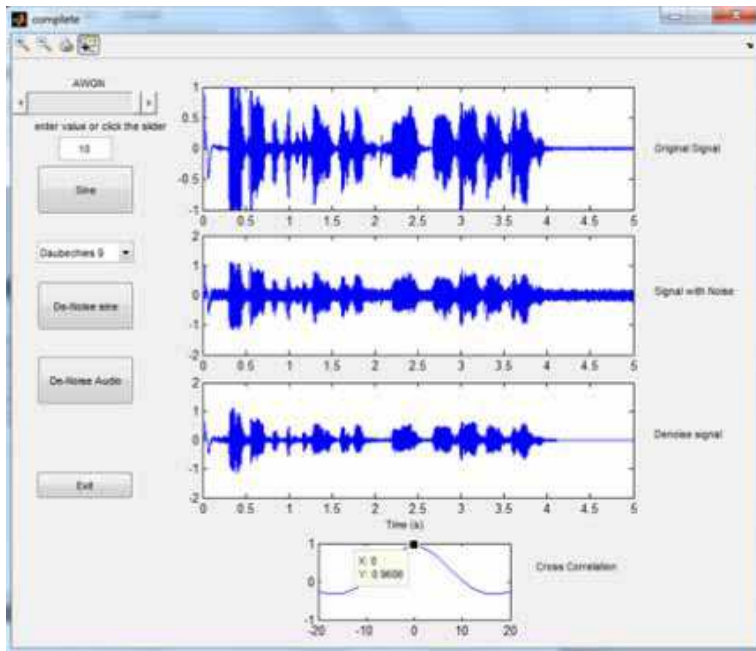 complete
AWGN
enter value or click the slider
10
Sine
Daubechies 9
De-Noise sine
De-Noise Audio
Exit
1
0.5
0
-0.5
-1
0 0.5 1 1.5 2 2.5 3 3.5 4 4.5 5
Original Signal
2
1
0
-1
-2
0 0.5 1 1.5 2 2.5 3 3.5 4 4.5 5
Signal with Noise
2
1
0
-1
-2
0 0.5 1 1.5 2 2.5 3 3.5 4 4.5 5
Time (s)
Denoise signal
1
0
-1
X: 0
Y: 0.9608
-20 -10 0 10 20
Cross Correlation